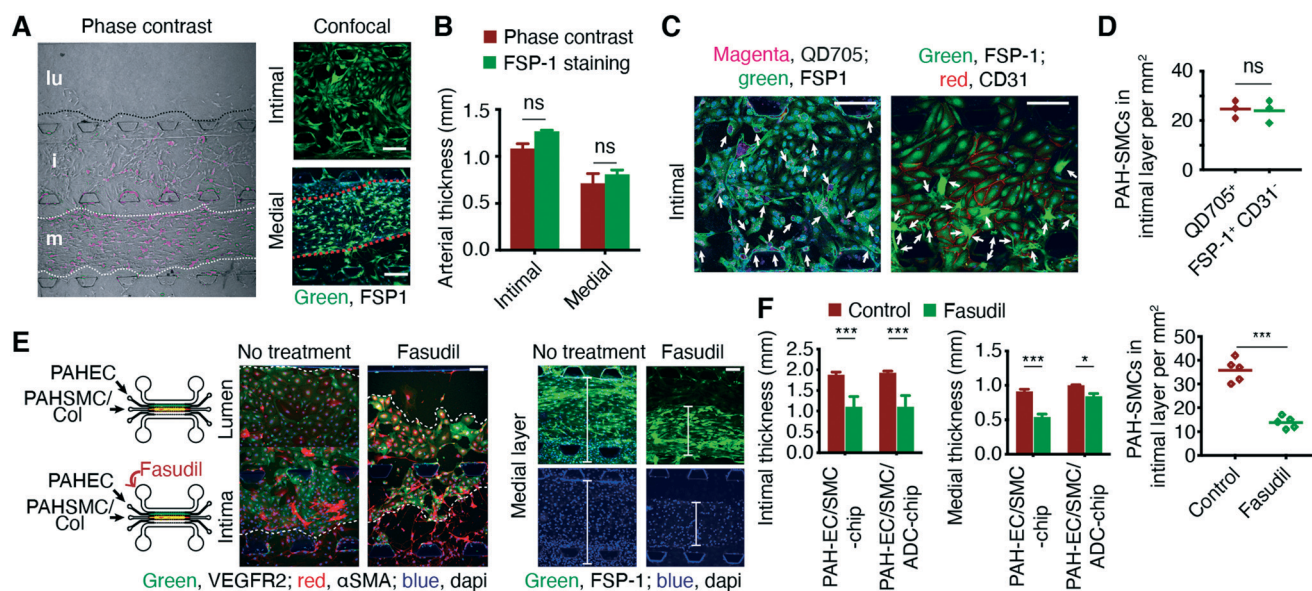 A
Phase contrast
Confocal
lu
i
m
Intimal
Medial
Green, FSP1
B
Phase contrast
FSP-1 staining
Arterial thickness (mm)
1.5
1.0
0.5
0.0
ns
ns
Intimal
Medial
C
Magenta, QD705;
green, FSP1
Green, FSP-1;
red, CD31
Intimal
D
PAH-SMCs in
intimal layer per mm²
40
20
0
ns
QD705⁺
FSP-1⁺ CD31⁻
E
PAHEC
PAHSMC/
Col
Fasudil
PAHEC
PAHSMC/
Col
No treatment
Fasudil
Lumen
Intima
Green, VEGFR2; red, αSMA; blue, dapi
No treatment
Fasudil
Medial layer
Green, FSP-1; blue, dapi
F
Control
Fasudil
Intimal thickness (mm)
2.5
2.0
1.5
1.0
0.5
0.0
***
***
PAH-EC/SMC
-chip
PAH-EC/SMC/
ADC-chip
Medial thickness (mm)
2.0
1.5
1.0
0.5
0.0
***
*
PAH-EC/SMC
-chip
PAH-EC/SMC/
ADC-chip
PAH-SMCs in
intimal layer per mm²
50
40
30
20
10
0
***
Control
Fasudil